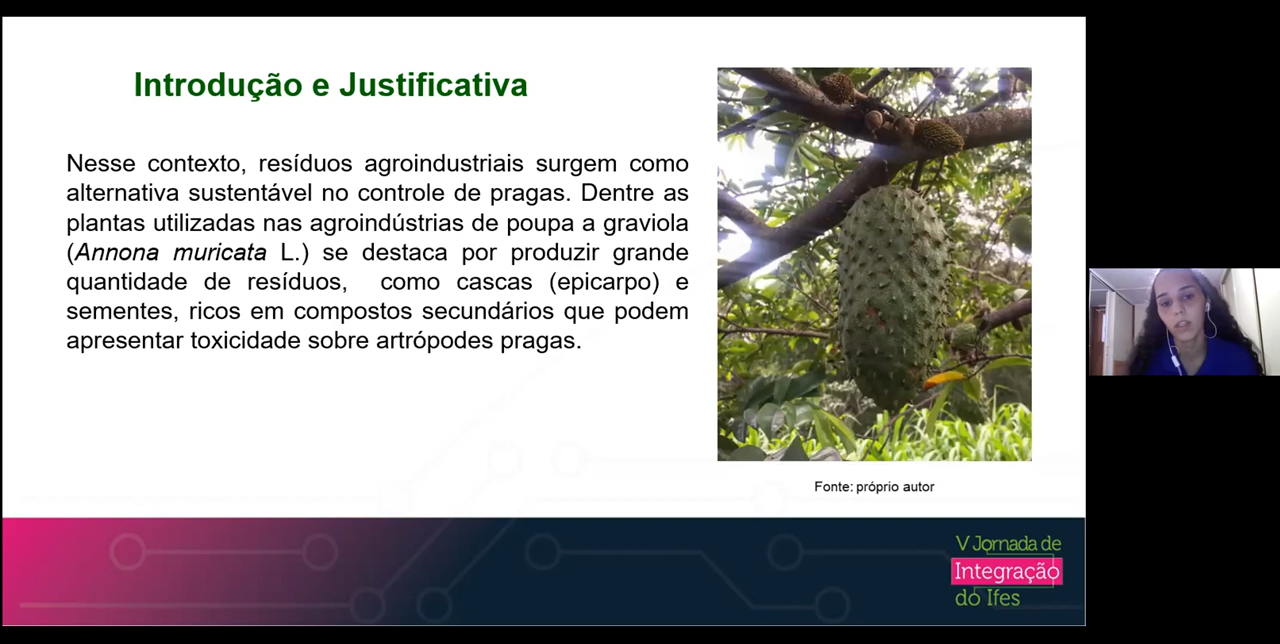 Introdução e Justificativa
Nesse contexto, resíduos agroindustriais surgem como
alternativa sustentável no controle de pragas. Dentre as
plantas utilizadas nas agroindústrias de poupa a graviola
(Annona muricata L.) se destaca por produzir grande
quantidade de resíduos, como cascas (epicarpo) e
sementes, ricos em compostos secundários que podem
apresentar toxicidade sobre artrópodes pragas.
Fonte: próprio autor
V Jornada de
Integração
do Ifes